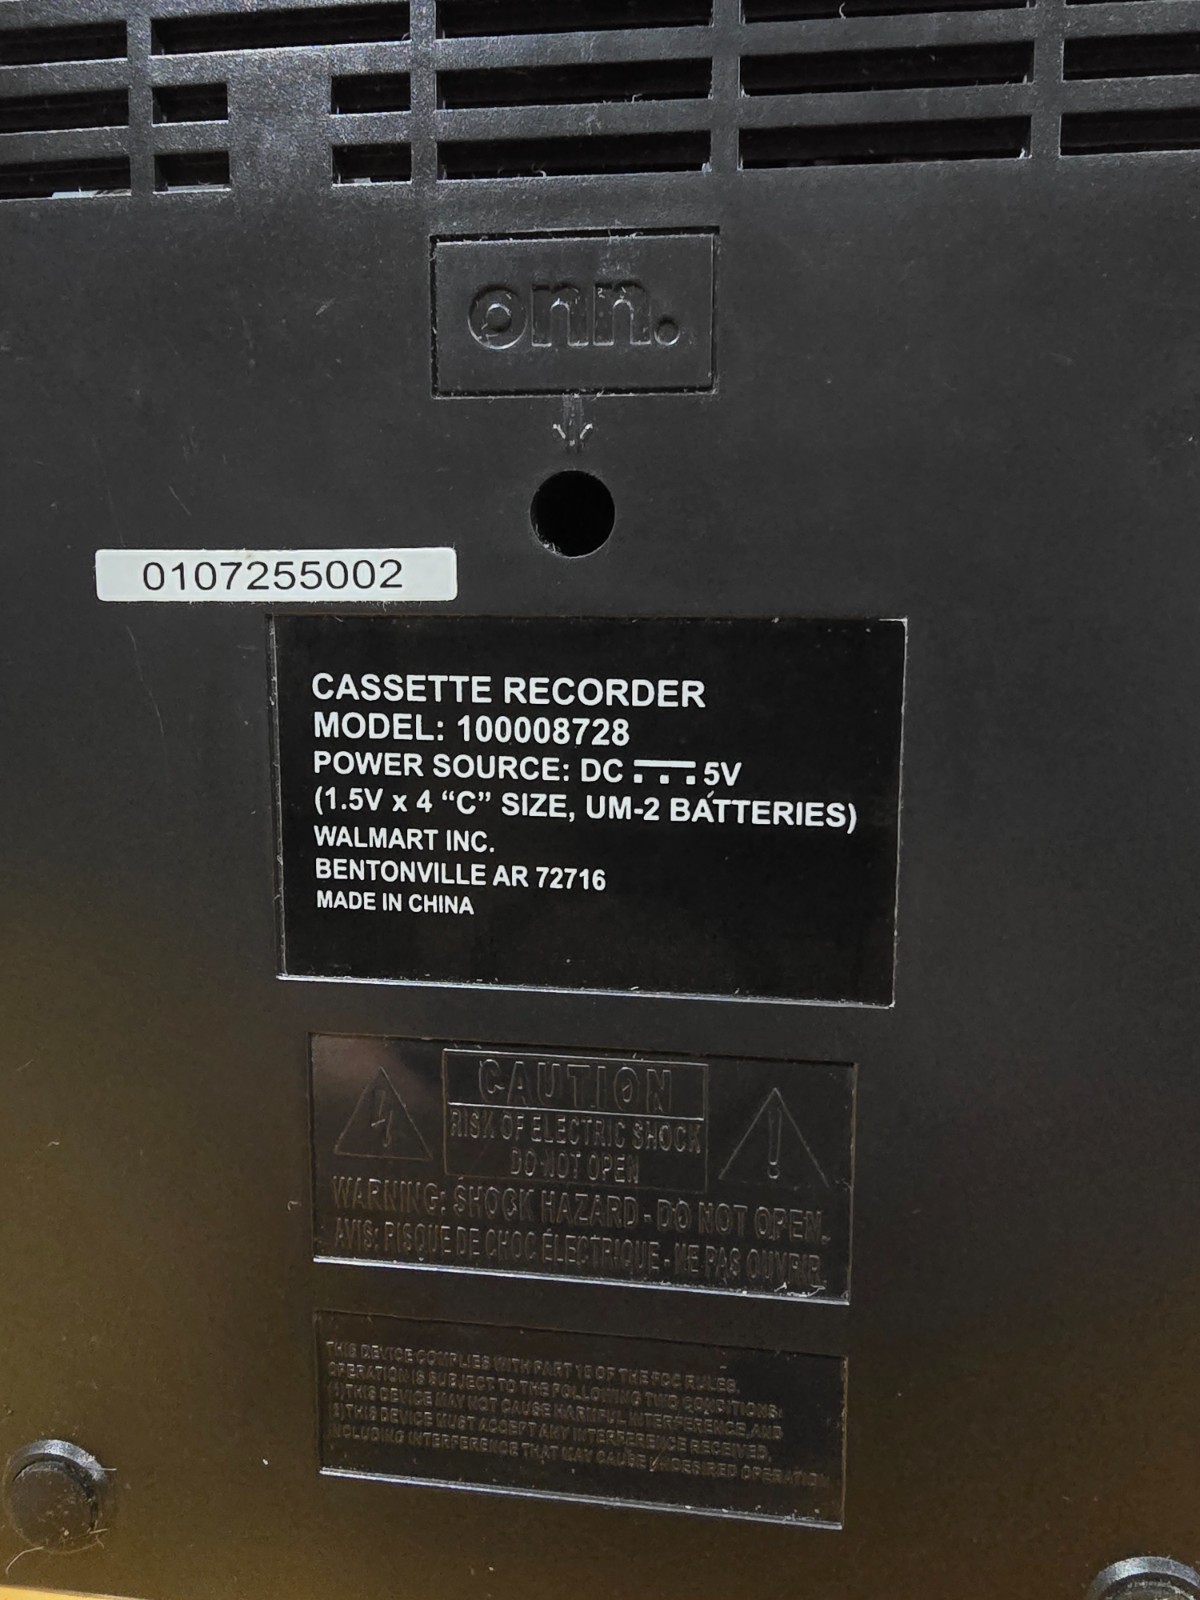 onn.
0107255002
CASSETTE RECORDER
MODEL: 100008728
POWER SOURCE: DC ⎓ 5V
(1.5V x 4 “C” SIZE, UM-2 BATTERIES)
WALMART INC.
BENTONVILLE AR 72716
MADE IN CHINA
CAUTION
RISK OF ELECTRIC SHOCK
DO NOT OPEN
WARNING: SHOCK HAZARD - DO NOT OPEN.
AVIS: RISQUE DE CHOC ÉLECTRIQUE - NE PAS OUVRIR.
THIS DEVICE COMPLIES WITH PART 15 OF THE FCC RULES.
OPERATION IS SUBJECT TO THE FOLLOWING TWO CONDITIONS:
(1)THIS DEVICE MAY NOT CAUSE HARMFUL INTERFERENCE,AND
2)THIS DEVICE MUST ACCEPT ANY INTERFERENCE RECEIVED,
INCLUDING INTERFERENCE THAT MAY CAUSE UNDESIRED OPERATION